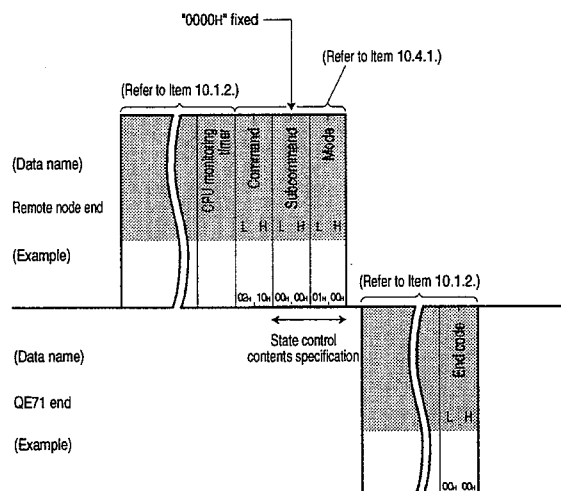 "0000H" fixed
(Refer to Item 10.4.1.)
(Refer to Item 10.1.2.)
(Data name)
Remote node end
(Example)
CPU monitoring
timer
Command
Subcommand
Mode
L H L H L H
02H 10H 00H 00H 01H 00H
State control
contents specification
(Refer to Item 10.1.2.)
(Data name)
QE71 end
(Example)
End code
L H
00H 00H